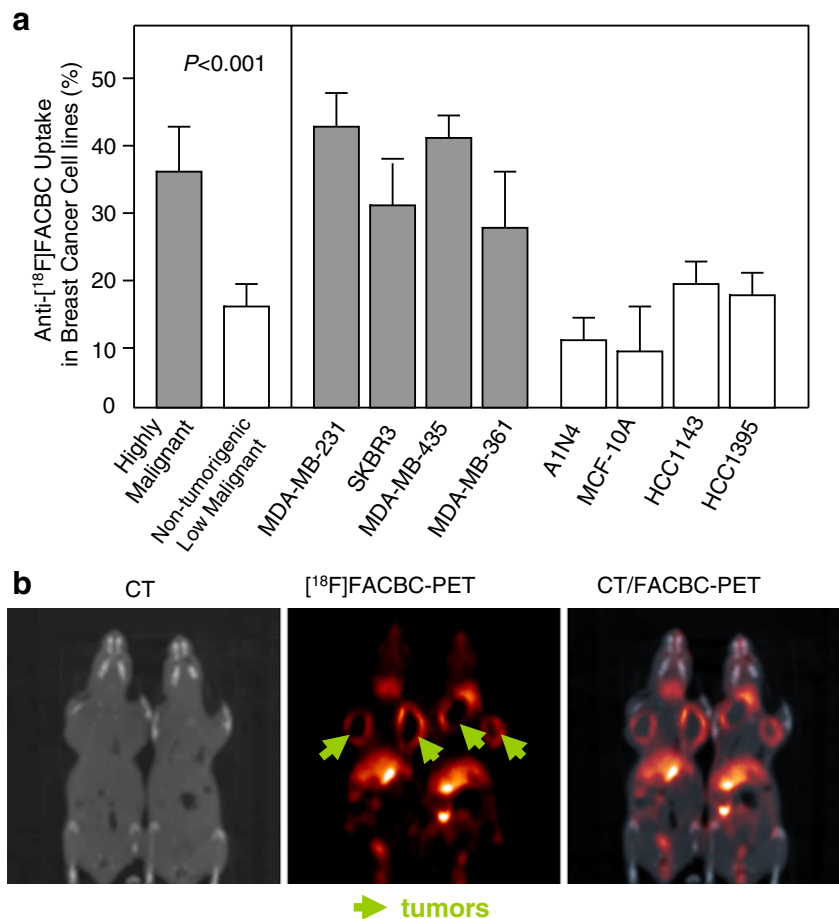 a
P<0.001
Anti-[¹⁸F]FACBC Uptake
in Breast Cancer Cell lines (%)
50
40
30
20
10
0
Highly
Malignant
Non-tumorigenic
Low Malignant
MDA-MB-231
SKBR3
MDA-MB-435
MDA-MB-361
A1N4
MCF-10A
HCC1143
HCC1395
b
CT
[¹⁸F]FACBC-PET
CT/FACBC-PET
tumors